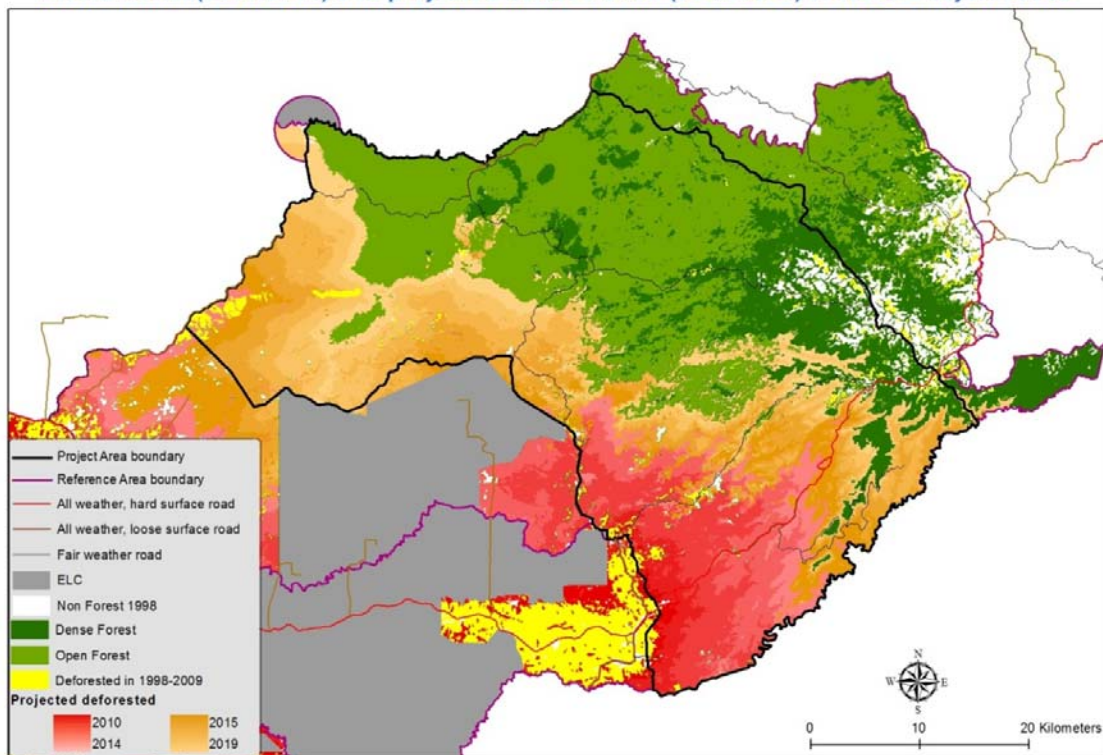 Project Area boundary
Reference Area boundary
All weather, hard surface road
All weather, loose surface road
Fair weather road
ELC
Non Forest 1998
Dense Forest
Open Forest
Deforested in 1998-2009
Projected deforested
2010 2015
2014 2019
N
W E
S
0 10 20 Kilometers